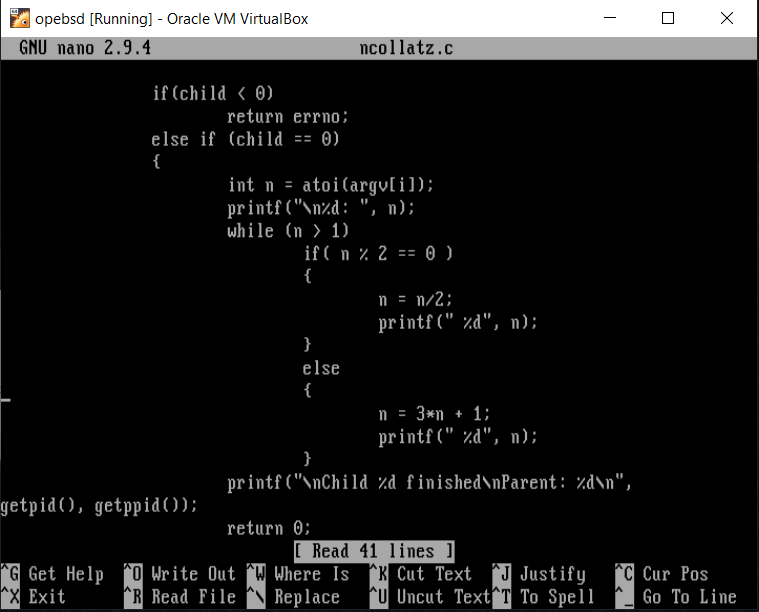 opebsd [Running] - Oracle VM VirtualBox
GNU nano 2.9.4 ncollatz.c
if(child < 0)
return errno;
else if (child == 0)
{
int n = atoi(argv[i]);
printf("\n%d: ", n);
while (n > 1)
if( n % 2 == 0 )
{
n = n/2;
printf(" %d", n);
}
else
{
n = 3*n + 1;
printf(" %d", n);
}
printf("\nChild %d finished\nParent: %d\n",
getpid(), getppid());
return 0;
[ Read 41 lines ]
^G Get Help ^O Write Out ^W Where Is ^K Cut Text ^J Justify ^C Cur Pos
^X Exit ^R Read File ^\ Replace ^U Uncut Text ^T To Spell ^_ Go To Line